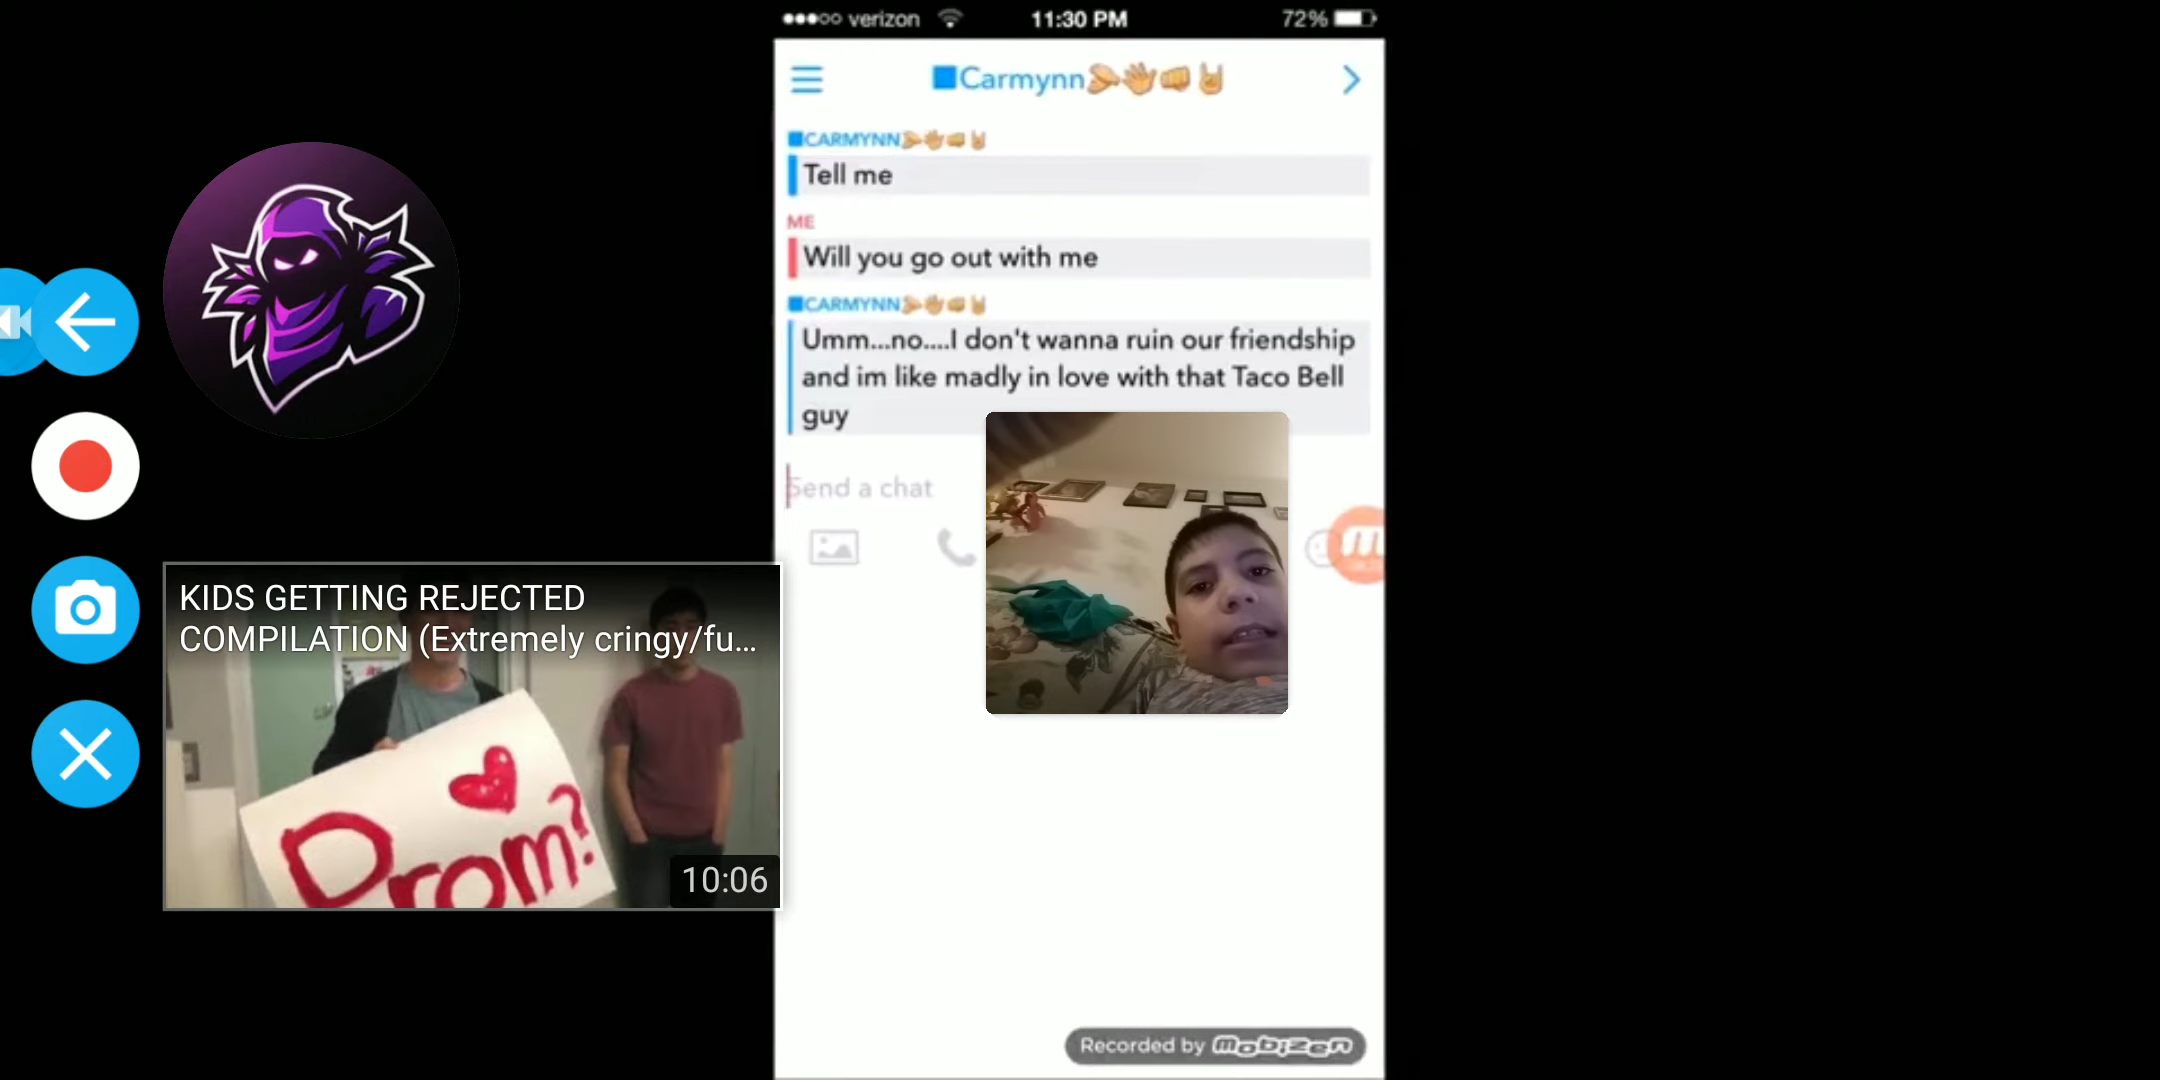 verizon 11:30 PM 72%
Carmynn
CARMYNN
Tell me
ME
Will you go out with me
CARMYNN
Umm...no....I don't wanna ruin our friendship
and im like madly in love with that Taco Bell
guy
Send a chat
KIDS GETTING REJECTED
COMPILATION (Extremely cringy/fu...
Prom?
10:06
Recorded by mobizen